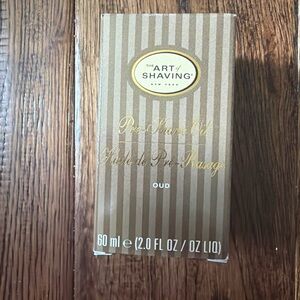 THE
ART of
SHAVING®
NEW YORK
Pre-Shave Oil
Huile de Pré-Rasage
OUD
60 ml e (2.0 FL OZ / OZ LIQ)